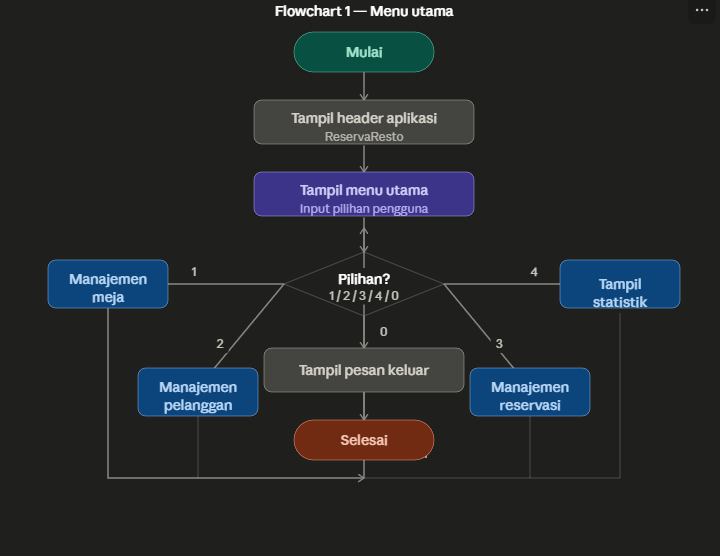 Flowchart 1 — Menu utama
Mulai
Tampil header aplikasi
ReservaResto
Tampil menu utama
Input pilihan pengguna
Pilihan?
1/2/3/4/0
1
Manajemen
meja
4
Tampil
statistik
2
Manajemen
pelanggan
0
Tampil pesan keluar
3
Manajemen
reservasi
Selesai